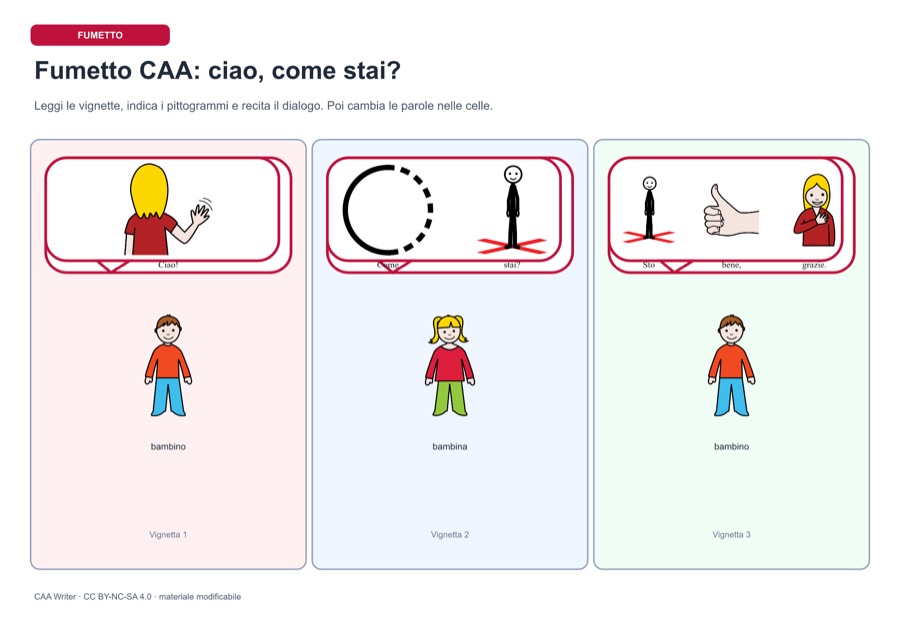 FUMETTO
Fumetto CAA: ciao, come stai?
Leggi le vignette, indica i pittogrammi e recita il dialogo. Poi cambia le parole nelle celle.
Ciao!
Come
stai?
Sto
bene,
grazie.
bambino
bambina
bambino
Vignetta 1
Vignetta 2
Vignetta 3
CAA Writer · CC BY-NC-SA 4.0 · materiale modificabile